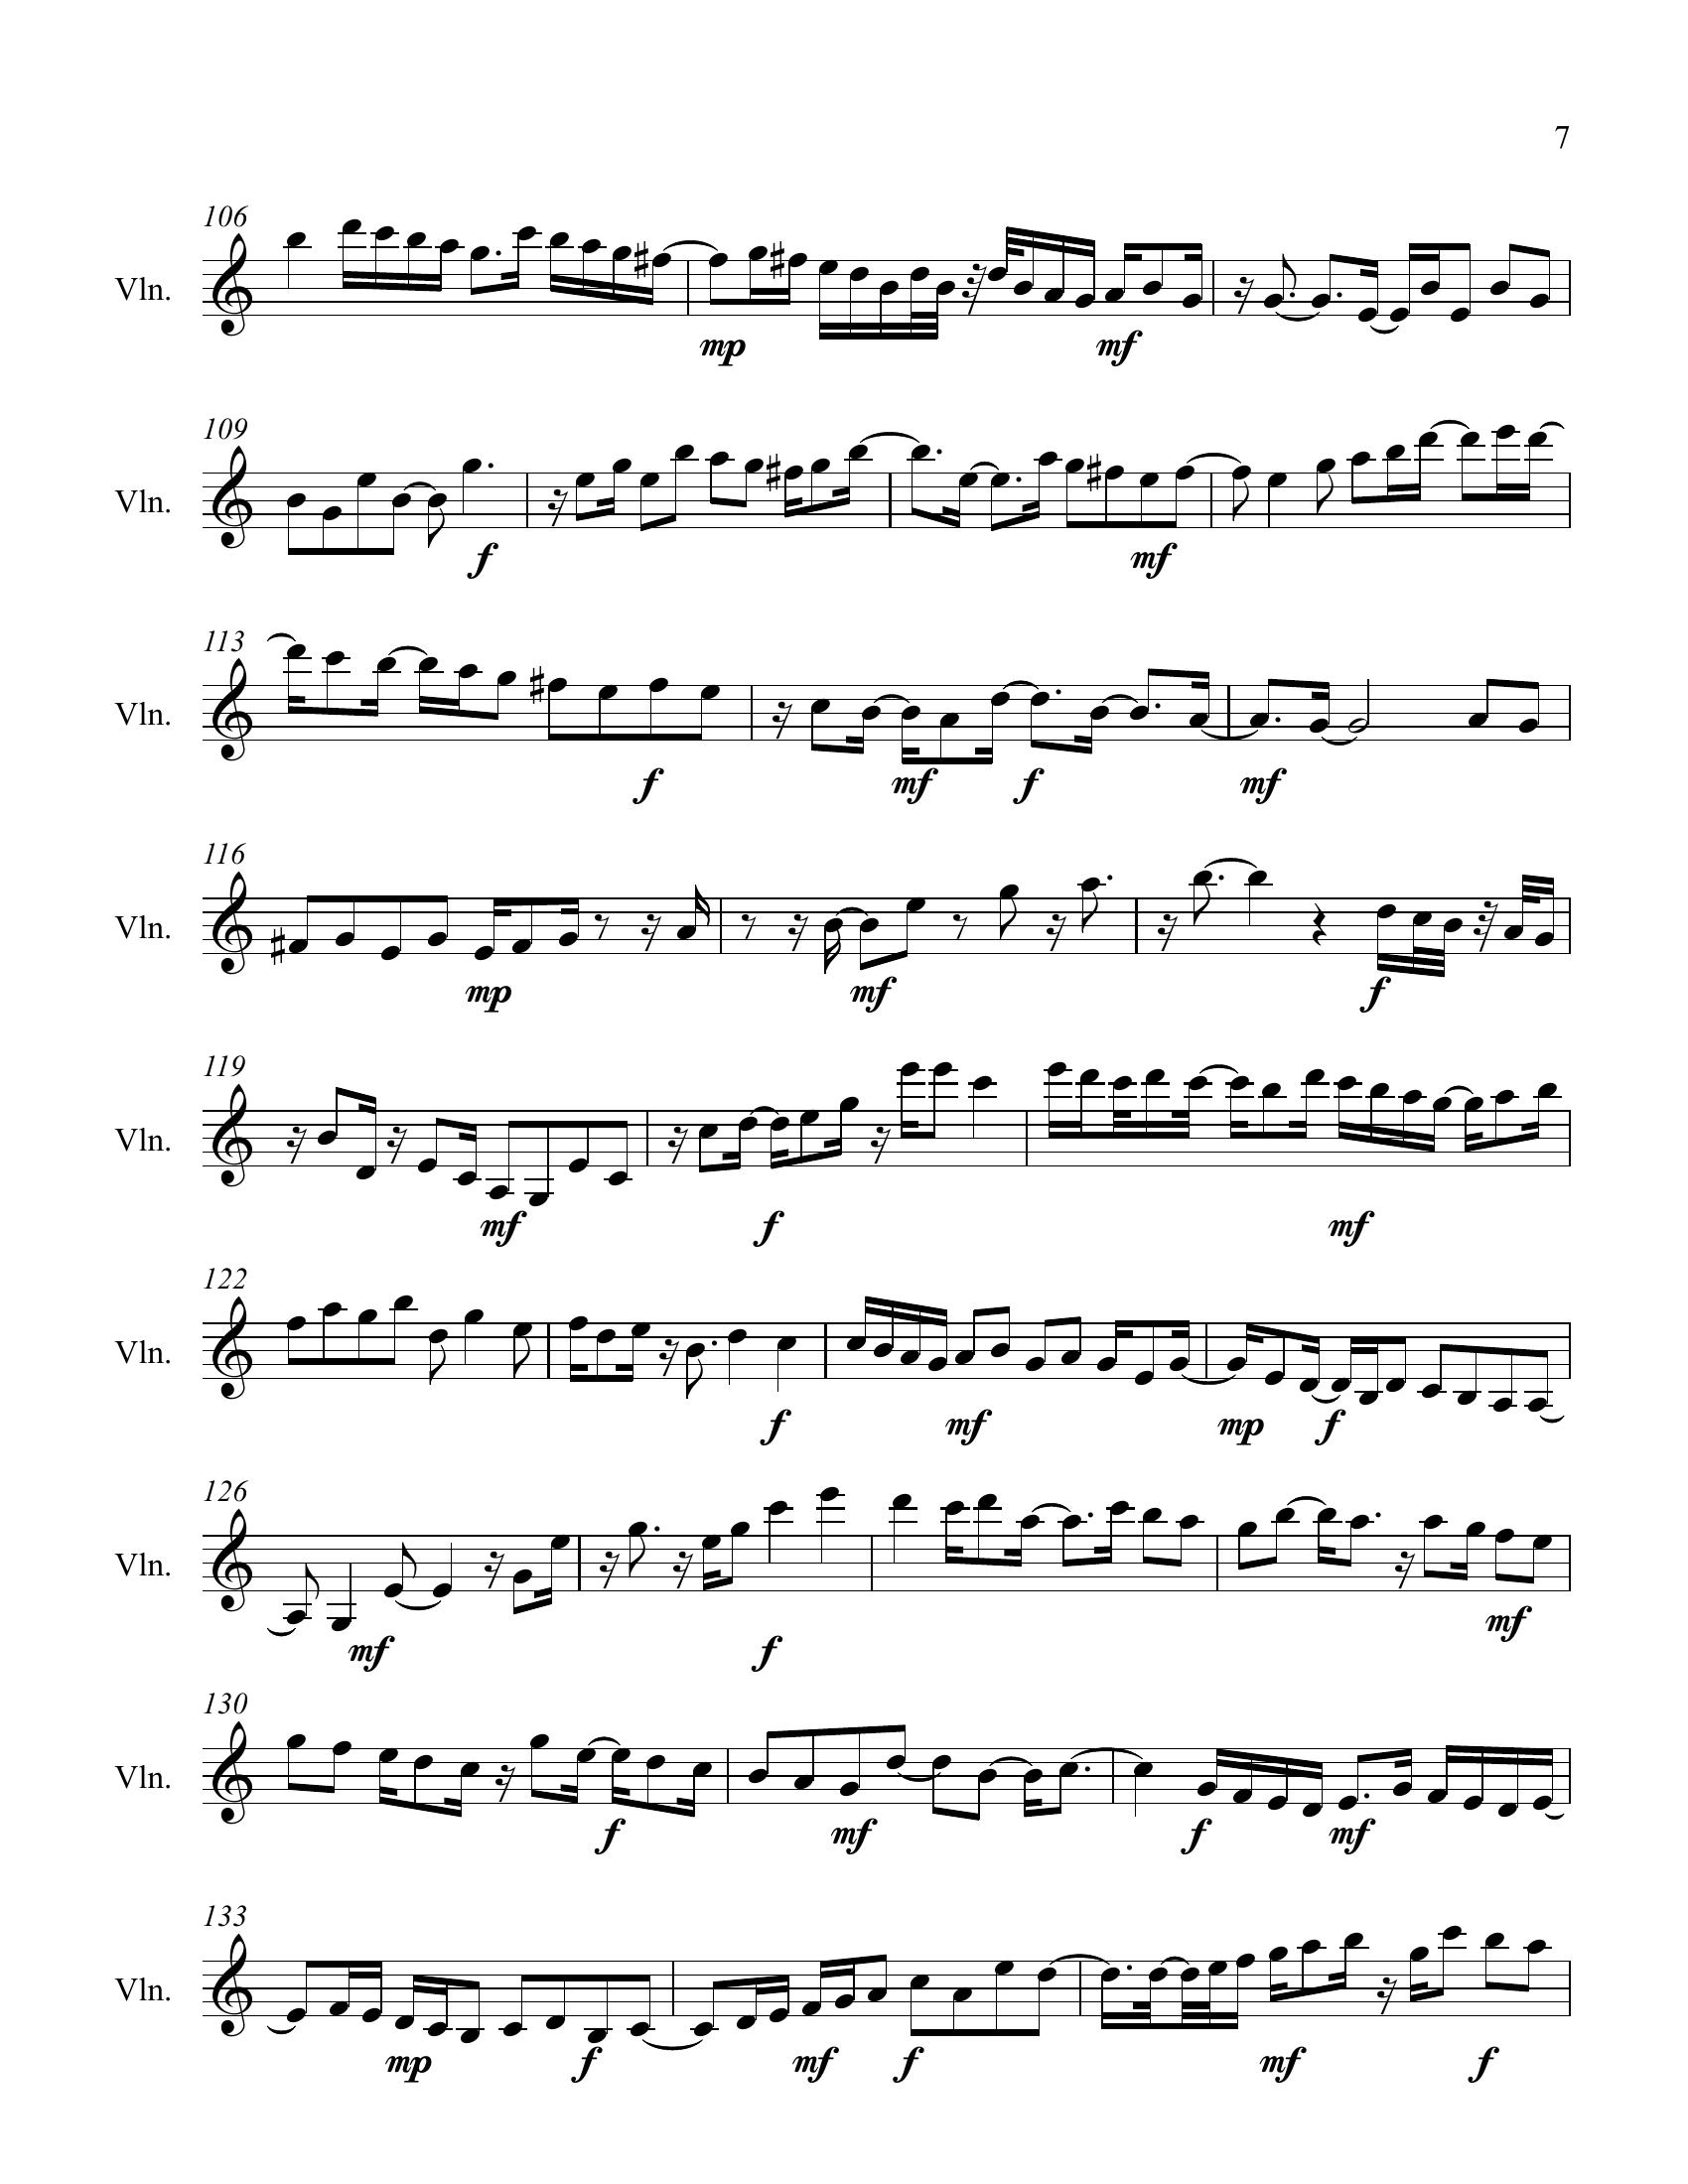 7
106
Vln.
mp mf
109
Vln.
f mf
113
Vln.
f mf f mf
116
Vln.
mp mf f
119
Vln.
mf f mf
122
Vln.
f mf mp f
126
Vln.
mf f mf
130
Vln.
f mf f mf
133
Vln.
mp f mf f mf f